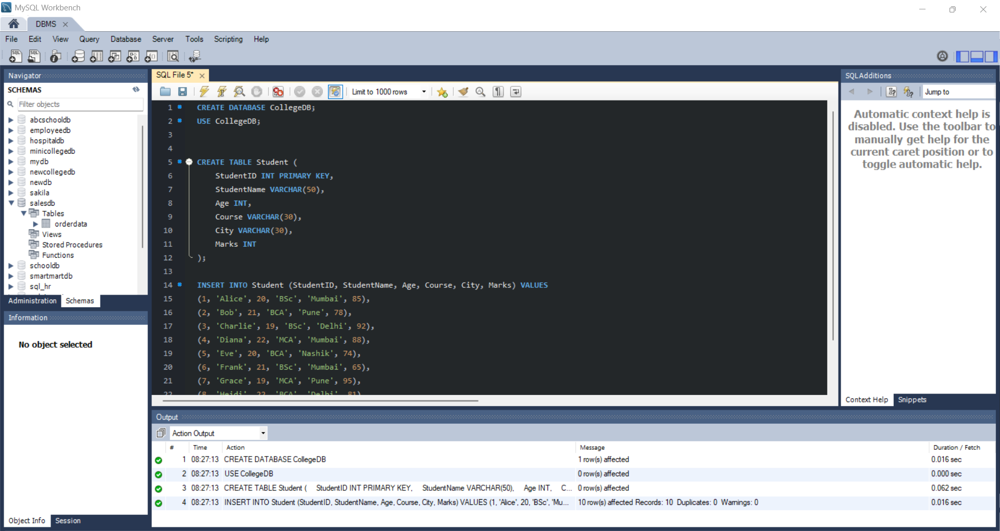 MySQL Workbench
DBMS
File Edit View Query Database Server Tools Scripting Help
Navigator
SCHEMAS
Filter objects
abcschooldb
employeedb
hospitaldb
minicollegedb
mydb
newcollegedb
newdb
sakila
salesdb
Tables
orderdata
Views
Stored Procedures
Functions
schooldb
smartmartdb
sql_hr
Administration Schemas
Information
No object selected
Object Info Session
SQL File 5*
Limit to 1000 rows
1 CREATE DATABASE CollegeDB;
2 USE CollegeDB;
3
4
5 CREATE TABLE Student (
6 StudentID INT PRIMARY KEY,
7 StudentName VARCHAR(50),
8 Age INT,
9 Course VARCHAR(30),
10 City VARCHAR(30),
11 Marks INT
12 );
13
14 INSERT INTO Student (StudentID, StudentName, Age, Course, City, Marks) VALUES
15 (1, 'Alice', 20, 'BSc', 'Mumbai', 85),
16 (2, 'Bob', 21, 'BCA', 'Pune', 78),
17 (3, 'Charlie', 19, 'BSc', 'Delhi', 92),
18 (4, 'Diana', 22, 'MCA', 'Mumbai', 88),
19 (5, 'Eve', 20, 'BCA', 'Nashik', 74),
20 (6, 'Frank', 21, 'BSc', 'Mumbai', 65),
21 (7, 'Grace', 19, 'MCA', 'Pune', 95),
22 (8, 'Heidi', 22, 'BCA', 'Delhi', 81)
SQLAdditions
Jump to
Automatic context help is
disabled. Use the toolbar to
manually get help for the
current caret position or to
toggle automatic help.
Context Help Snippets
Output
Action Output
# Time Action Message Duration / Fetch
1 08:27:13 CREATE DATABASE CollegeDB 1 row(s) affected 0.016 sec
2 08:27:13 USE CollegeDB 0 row(s) affected 0.000 sec
3 08:27:13 CREATE TABLE Student ( StudentID INT PRIMARY KEY, StudentName VARCHAR(50), Age INT, C... 0 row(s) affected 0.062 sec
4 08:27:13 INSERT INTO Student (StudentID, StudentName, Age, Course, City, Marks) VALUES (1, 'Alice', 20, 'BSc', 'Mu... 10 row(s) affected Records: 10 Duplicates: 0 Warnings: 0 0.016 sec